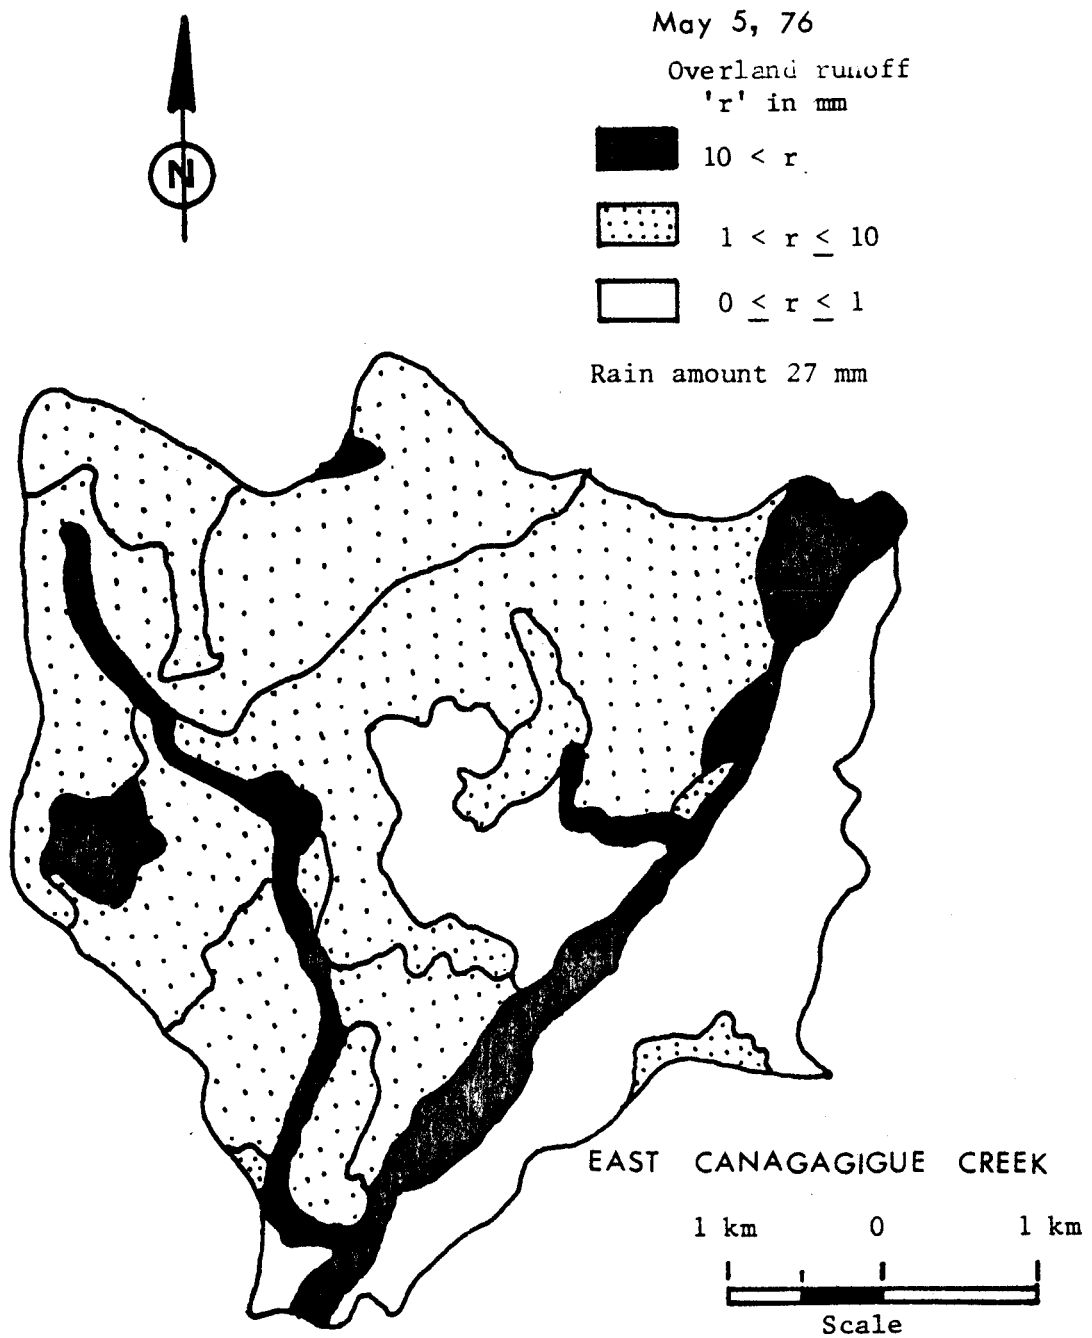 May 5, 76
Overland runoff
'r' in mm
10 < r
1 < r ≤ 10
0 ≤ r ≤ 1
Rain amount 27 mm
N
EAST CANAGAGIGUE CREEK
1 km 0 1 km
Scale